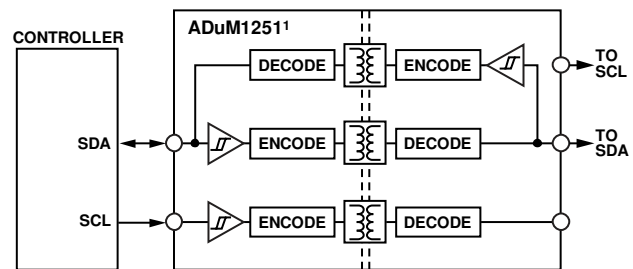 CONTROLLER
ADuM1251¹
DECODE
ENCODE
TO
SCL
SDA
ENCODE
DECODE
TO
SDA
SCL
ENCODE
DECODE